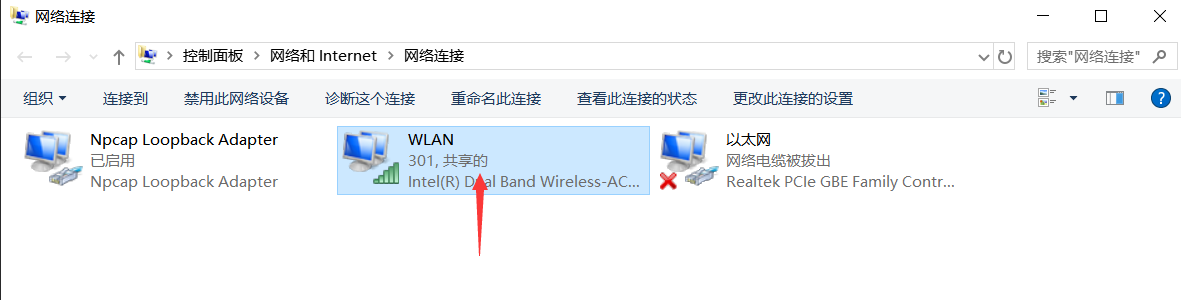 网络连接
控制面板 > 网络和 Internet > 网络连接
搜索"网络连接"
组织 连接到 禁用此网络设备 诊断这个连接 重命名此连接 查看此连接的状态 更改此连接的设置
Npcap Loopback Adapter
已启用
Npcap Loopback Adapter
WLAN
301, 共享的
Intel(R) Dual Band Wireless-AC...
以太网
网络电缆被拔出
Realtek PCIe GBE Family Contr...